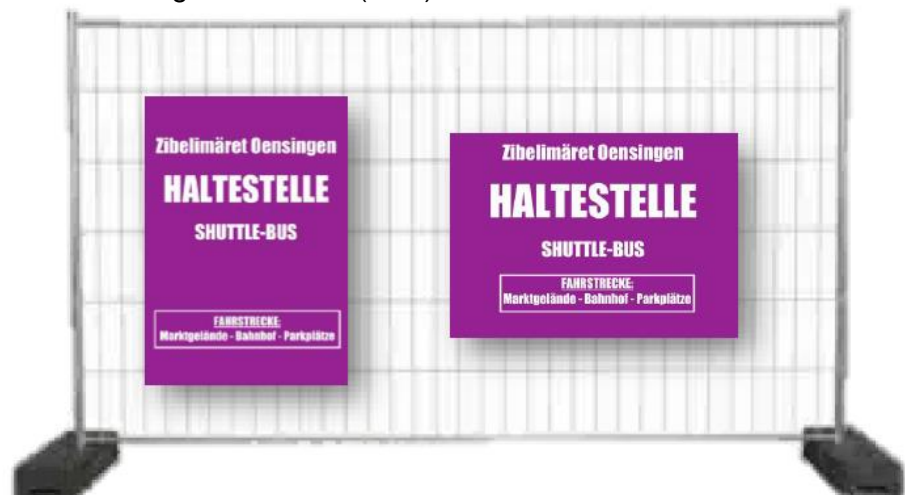 Zibelimäret Oensingen
HALTESTELLE
SHUTTLE-BUS
FAHRSTRECKE:
Marktgelände - Bahnhof - Parkplätze
Zibelimäret Oensingen
HALTESTELLE
SHUTTLE-BUS
FAHRSTRECKE:
Marktgelände - Bahnhof - Parkplätze